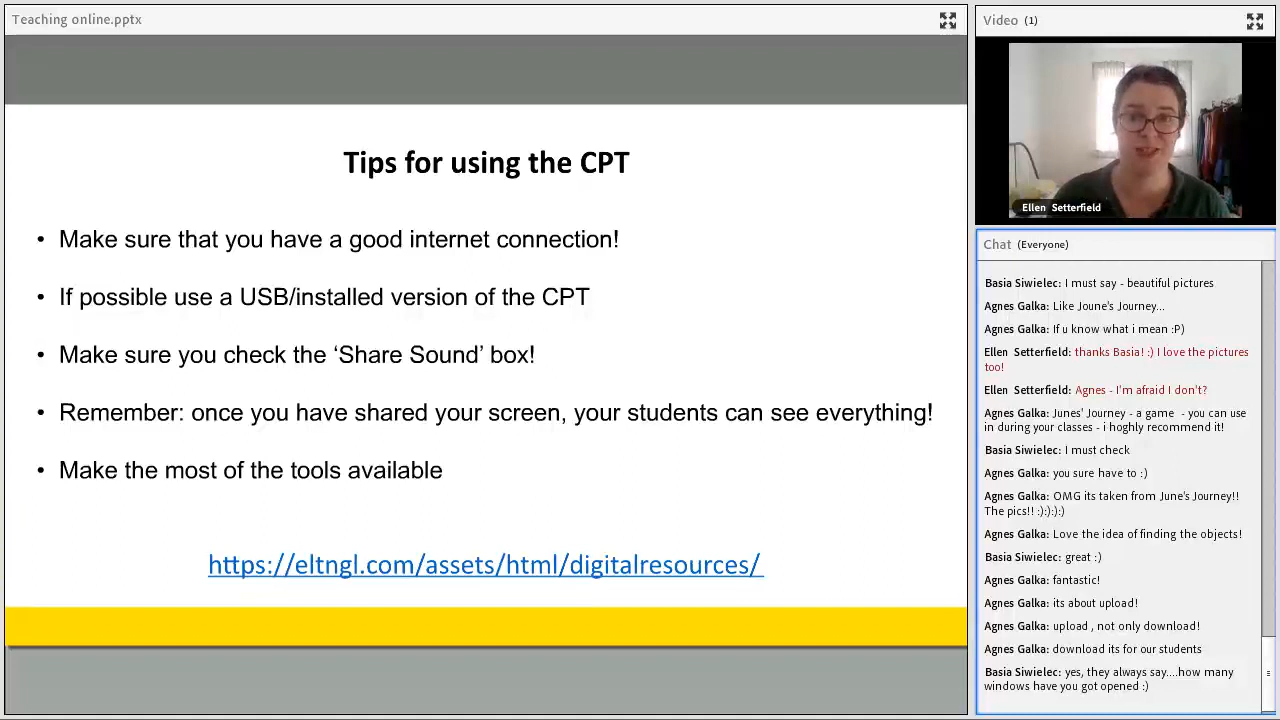 Teaching online.pptx
Tips for using the CPT
• Make sure that you have a good internet connection!
• If possible use a USB/installed version of the CPT
• Make sure you check the ‘Share Sound’ box!
• Remember: once you have shared your screen, your students can see everything!
• Make the most of the tools available
https://eltngl.com/assets/html/digitalresources/
Video (1)
Ellen Setterfield
Chat (Everyone)
Basia Siwielec: I must say - beautiful pictures
Agnes Galka: Like Joune's Journey...
Agnes Galka: If u know what i mean :P)
Ellen Setterfield: thanks Basia! :) I love the pictures
too!
Ellen Setterfield: Agnes - I'm afraid I don't?
Agnes Galka: Junes' Journey - a game - you can use
in during your classes - i hoghly recommend it!
Basia Siwielec: I must check
Agnes Galka: you sure have to :)
Agnes Galka: OMG its taken from June's Journey!!
The pics!! :):):):)
Agnes Galka: Love the idea of finding the objects!
Basia Siwielec: great :)
Agnes Galka: fantastic!
Agnes Galka: its about upload!
Agnes Galka: upload , not only download!
Agnes Galka: download its for our students
Basia Siwielec: yes, they always say....how many
windows have you got opened :)